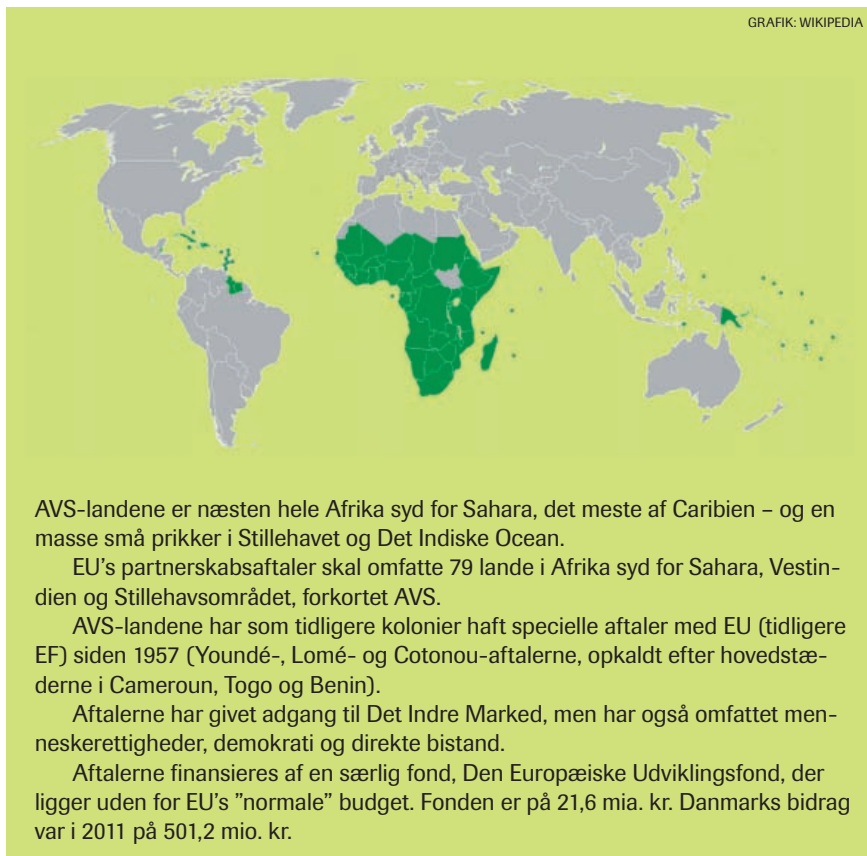 GRAFIK: WIKIPEDIA
AVS-landene er næsten hele Afrika syd for Sahara, det meste af Caribien – og en
masse små prikker i Stillehavet og Det Indiske Ocean.
EU's partnerskabsaftaler skal omfatte 79 lande i Afrika syd for Sahara, Vestin-
dien og Stillehavsområdet, forkortet AVS.
AVS-landene har som tidligere kolonier haft specielle aftaler med EU (tidligere
EF) siden 1957 (Youndé-, Lomé- og Cotonou-aftalerne, opkaldt efter hovedstæ-
derne i Cameroun, Togo og Benin).
Aftalerne har givet adgang til Det Indre Marked, men har også omfattet men-
neskerettigheder, demokrati og direkte bistand.
Aftalerne finansieres af en særlig fond, Den Europæiske Udviklingsfond, der
ligger uden for EU's ”normale” budget. Fonden er på 21,6 mia. kr. Danmarks bidrag
var i 2011 på 501,2 mio. kr.